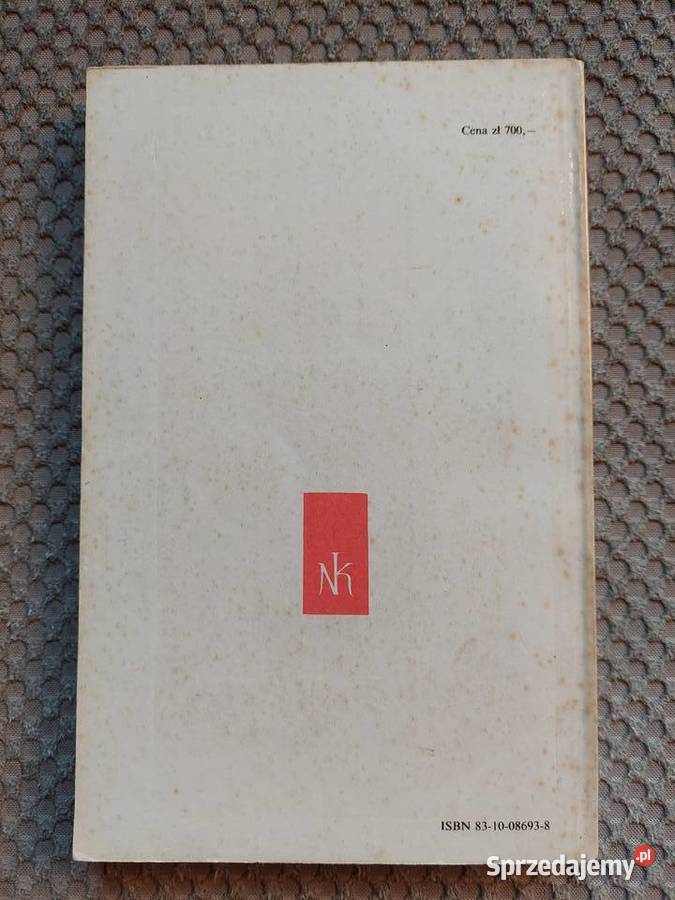 Cena zł 700,—
NK
ISBN 83-10-08693-8
Sprzedajemy.pl